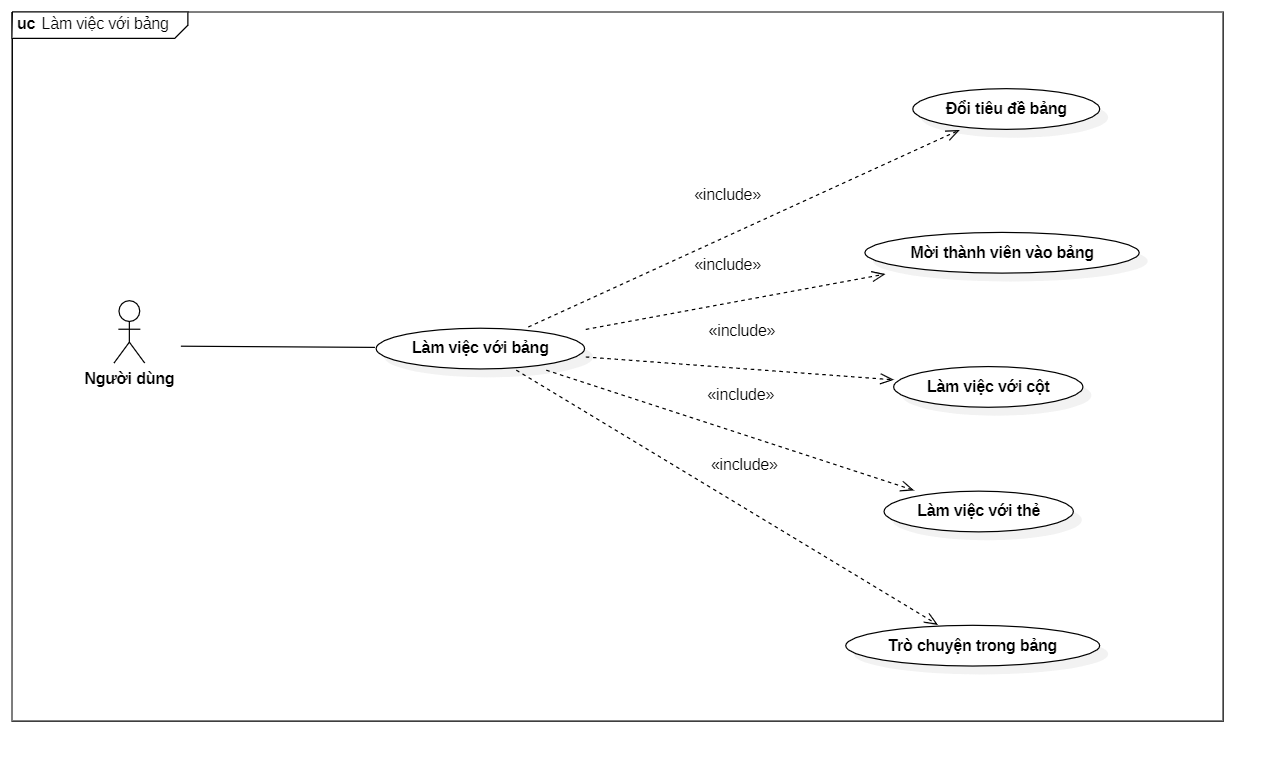 uc Làm việc với bảng
Đổi tiêu đề bảng
«include»
Mời thành viên vào bảng
«include»
«include»
Làm việc với bảng
Người dùng
Làm việc với cột
«include»
«include»
Làm việc với thẻ
Trò chuyện trong bảng